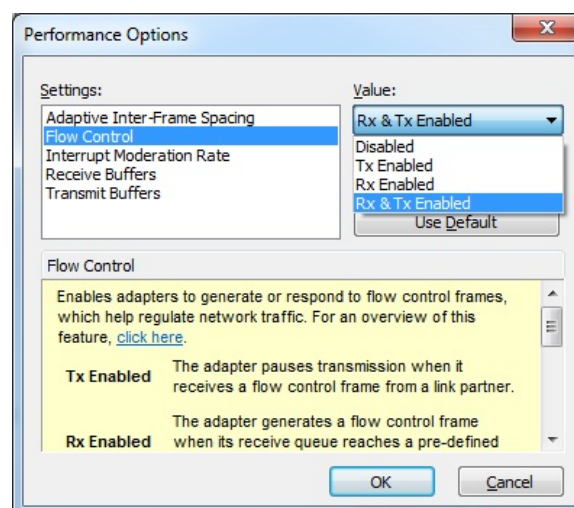 Performance Options
Settings:
Value:
Adaptive Inter-Frame Spacing
Flow Control
Interrupt Moderation Rate
Receive Buffers
Transmit Buffers
Rx & Tx Enabled
Disabled
Tx Enabled
Rx Enabled
Rx & Tx Enabled
Use Default
Flow Control
Enables adapters to generate or respond to flow control frames,
which help regulate network traffic. For an overview of this
feature, click here.
Tx Enabled
The adapter pauses transmission when it
receives a flow control frame from a link partner.
Rx Enabled
The adapter generates a flow control frame
when its receive queue reaches a pre-defined
OK
Cancel